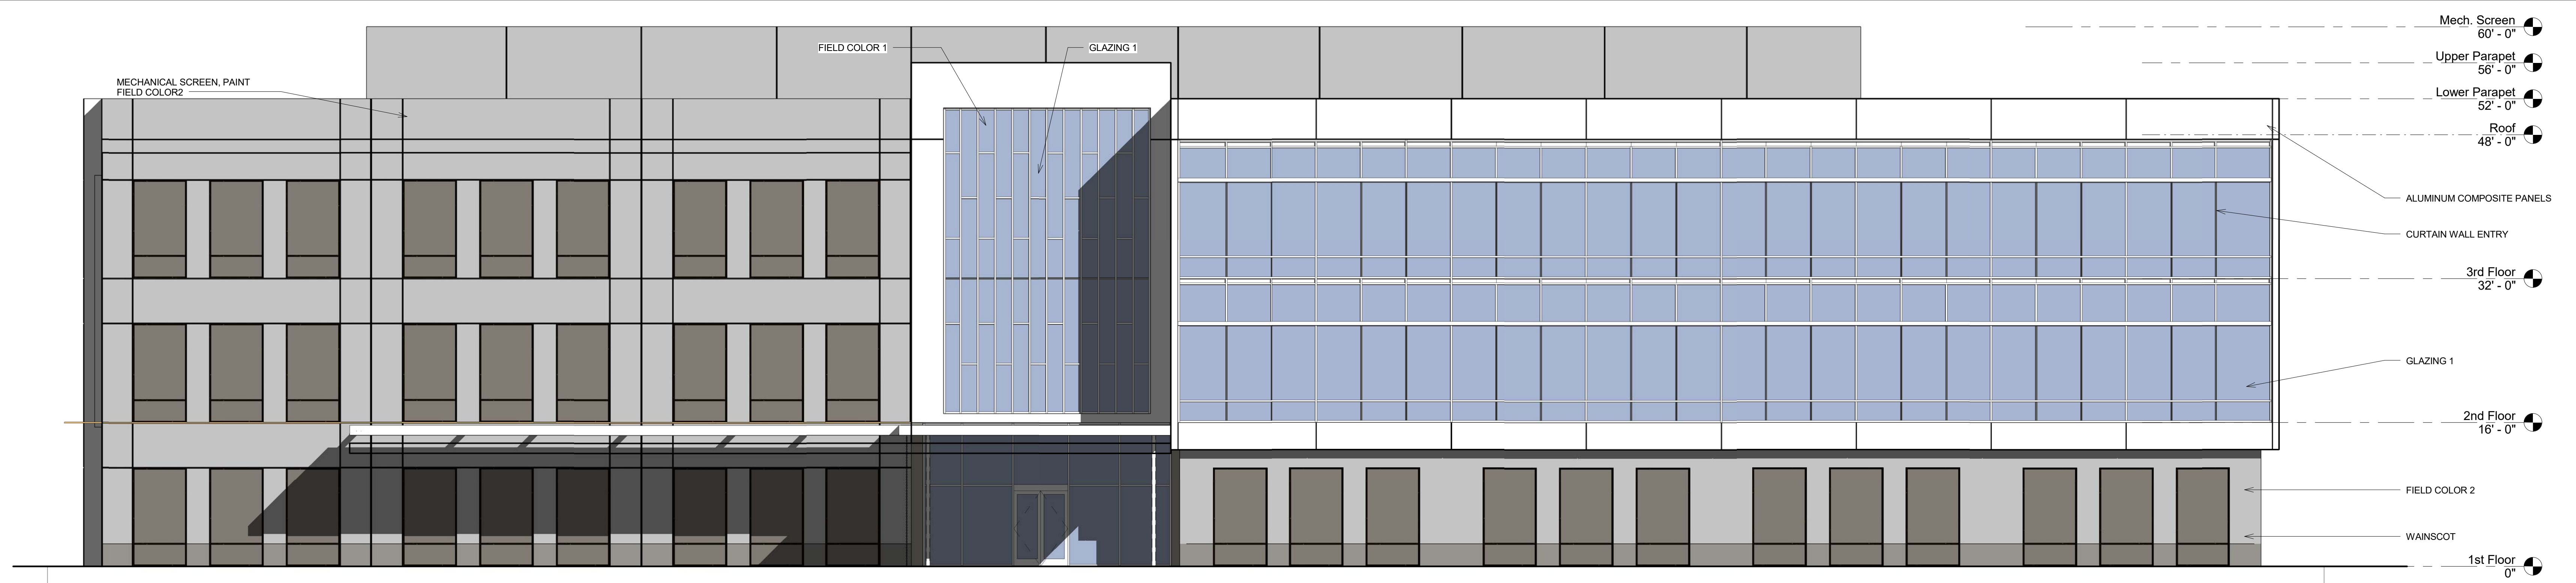 Mech. Screen
60' - 0"
FIELD COLOR 1
GLAZING 1
Upper Parapet
56' - 0"
MECHANICAL SCREEN, PAINT
FIELD COLOR2
Lower Parapet
52' - 0"
Roof
48' - 0"
ALUMINUM COMPOSITE PANELS
CURTAIN WALL ENTRY
3rd Floor
32' - 0"
GLAZING 1
2nd Floor
16' - 0"
FIELD COLOR 2
WAINSCOT
1st Floor
0"